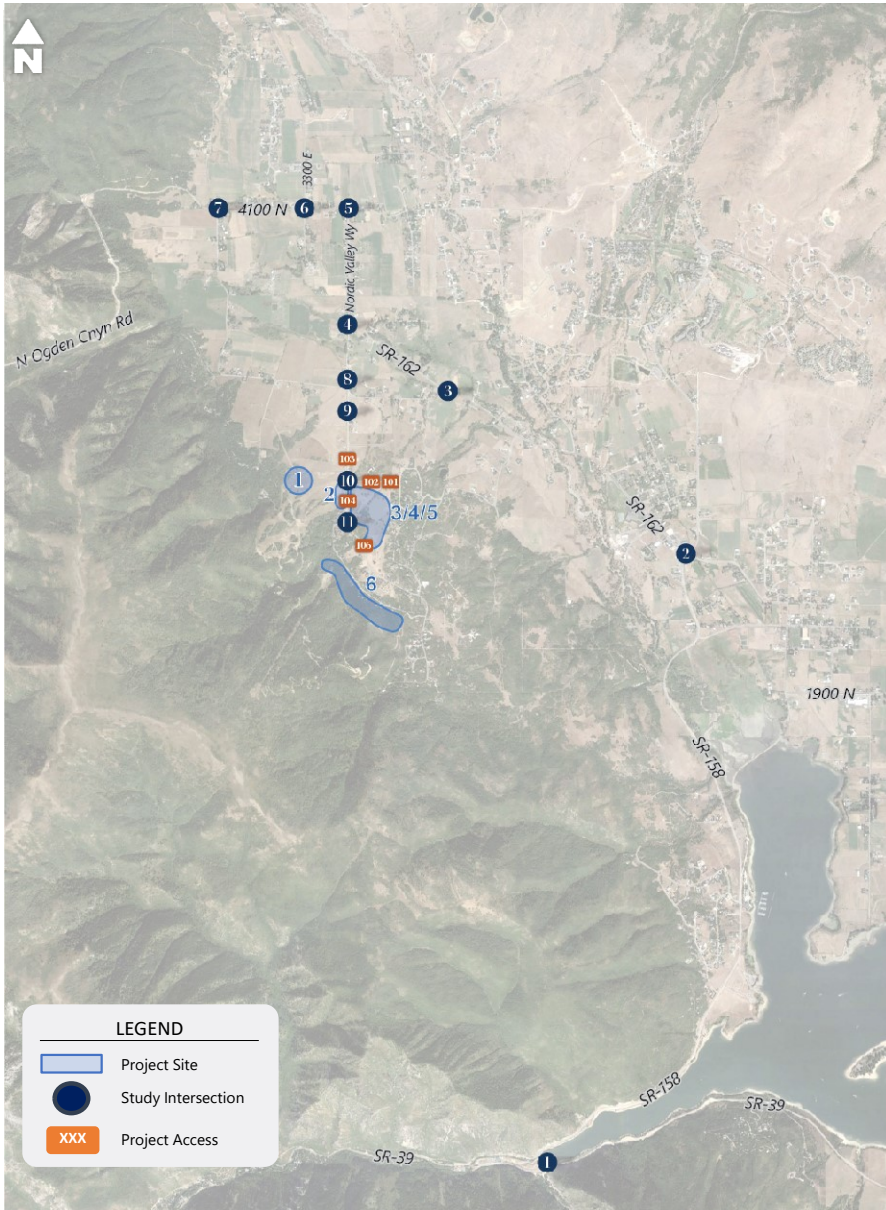 N
3300 E
7
4100 N
6
5
Nordic Valley Wy
4
N Ogden Cnyn Rd
SR-162
8
3
9
103
1
10
102
101
2
104
3/4/5
11
SR-162
2
6
1900 N
SR-158
LEGEND
Project Site
Study Intersection
XXX
Project Access
SR-158
SR-39
SR-39
1